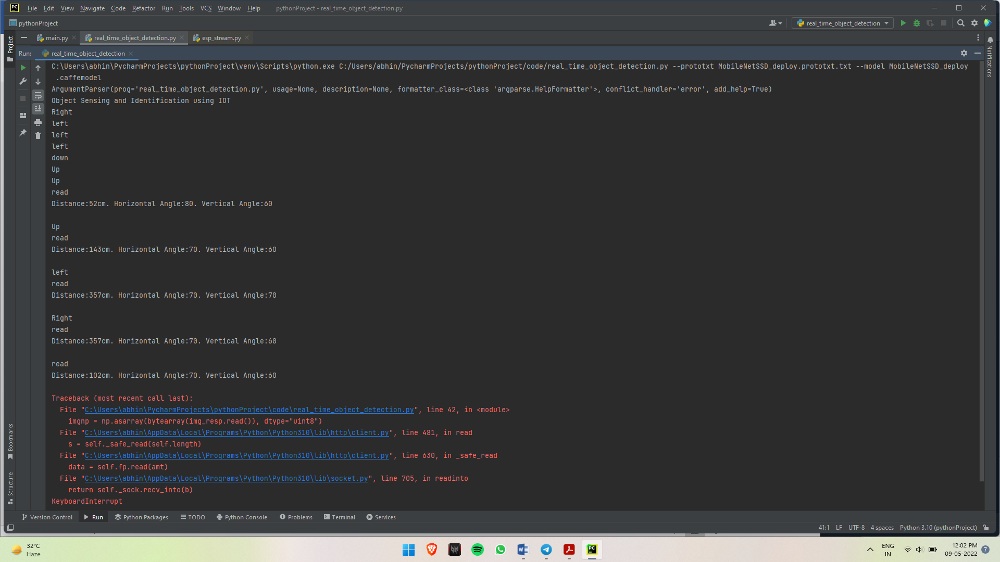 PC File Edit View Navigate Code Refactor Run Tools VCS Window Help pythonProject - real_time_object_detection.py
pythonProject real_time_object_detection
main.py real_time_object_detection.py esp_stream.py
Project
Notifications
Run: real_time_object_detection
C:\Users\abhin\PycharmProjects\pythonProject\venv\Scripts\python.exe C:/Users/abhin/PycharmProjects/pythonProject/code/real_time_object_detection.py --prototxt MobileNetSSD_deploy.prototxt.txt --model MobileNetSSD_deploy
.caffemodel
ArgumentParser(prog='real_time_object_detection.py', usage=None, description=None, formatter_class=<class 'argparse.HelpFormatter'>, conflict_handler='error', add_help=True)
Object Sensing and Identification using IOT
Right
left
left
left
down
Up
Up
read
Distance:52cm. Horizontal Angle:80. Vertical Angle:60
Up
read
Distance:143cm. Horizontal Angle:70. Vertical Angle:60
left
read
Distance:357cm. Horizontal Angle:70. Vertical Angle:70
Right
read
Distance:357cm. Horizontal Angle:70. Vertical Angle:60
read
Distance:102cm. Horizontal Angle:70. Vertical Angle:60
Traceback (most recent call last):
File "C:\Users\abhin\PycharmProjects\pythonProject\code\real_time_object_detection.py", line 42, in <module>
imgnp = np.asarray(bytearray(img_resp.read()), dtype="uint8")
File "C:\Users\abhin\AppData\Local\Programs\Python\Python310\lib\http\client.py", line 481, in read
s = self._safe_read(self.length)
File "C:\Users\abhin\AppData\Local\Programs\Python\Python310\lib\http\client.py", line 630, in _safe_read
data = self.fp.read(amt)
File "C:\Users\abhin\AppData\Local\Programs\Python\Python310\lib\socket.py", line 705, in readinto
return self._sock.recv_into(b)
KeyboardInterrupt
Bookmarks
Structure
Version Control Run Python Packages TODO Python Console Problems Terminal Services
41:1 LF UTF-8 4 spaces Python 3.10 (pythonProject)
32°C
Haze
PC
ENG
IN
12:02 PM
09-05-2022
7